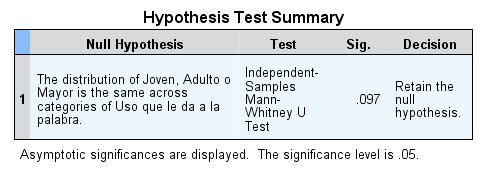 Hypothesis Test Summary
Null Hypothesis Test Sig. Decision
1
The distribution of Joven, Adulto o
Mayor is the same across
categories of Uso que le da a la
palabra.
Independent-
Samples
Mann-
Whitney U
Test
.097
Retain the
null
hypothesis.
Asymptotic significances are displayed. The significance level is .05.